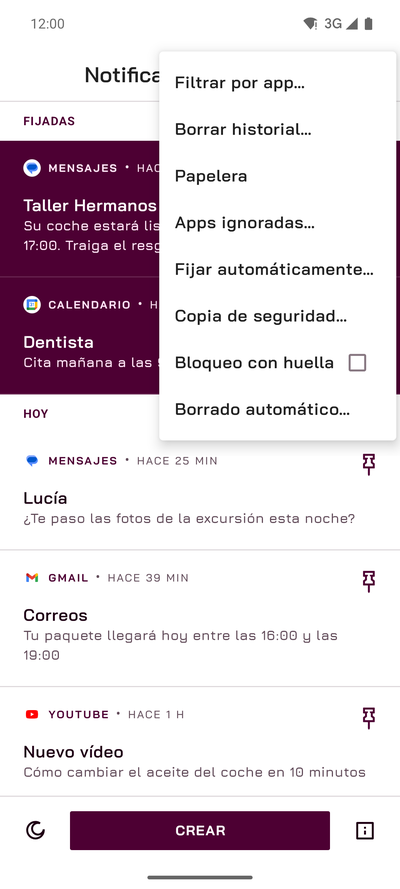 12:00
3G
Notifica
Filtrar por app...
Borrar historial...
Papelera
Apps ignoradas...
Fijar automáticamente...
Copia de seguridad...
Bloqueo con huella
Borrado automático...
FIJADAS
MENSAJES • HAC
Taller Hermanos
Su coche estará lis
17:00. Traiga el resg
CALENDARIO • H
Dentista
Cita mañana a las
HOY
MENSAJES • HACE 25 MIN
Lucía
¿Te paso las fotos de la excursión esta noche?
GMAIL • HACE 39 MIN
Correos
Tu paquete llegará hoy entre las 16:00 y las
19:00
YOUTUBE • HACE 1 H
Nuevo vídeo
Cómo cambiar el aceite del coche en 10 minutos
CREAR